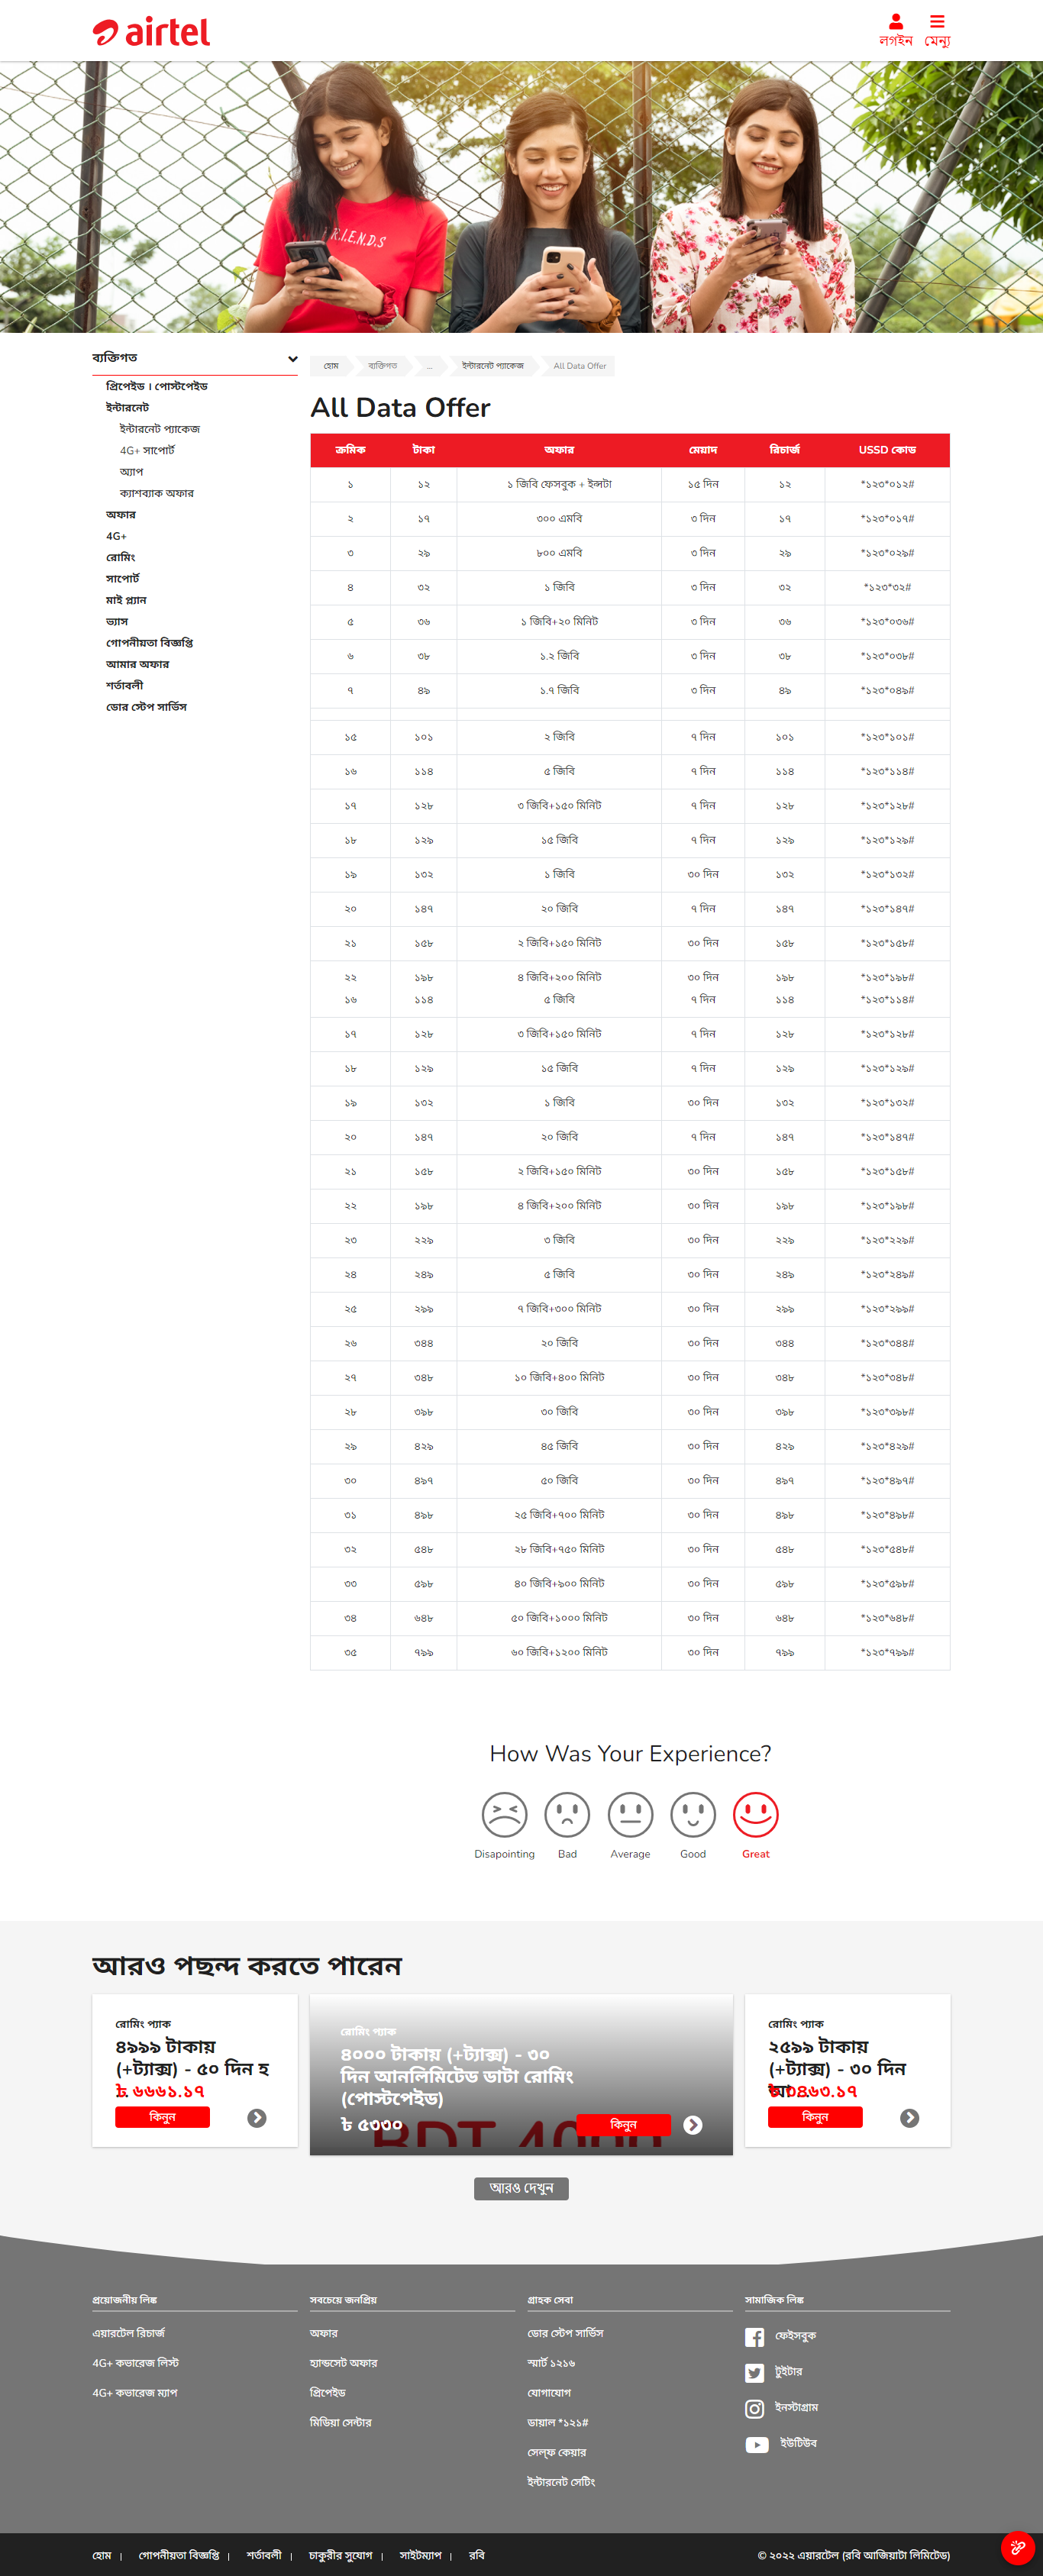 airtel
লগইন মেন্যু
F.R.I.E.N.D.S
ব্যক্তিগত
প্রিপেইড । পোস্টপেইড
ইন্টারনেট
ইন্টারনেট প্যাকেজ
4G+ সাপোর্ট
অ্যাপ
ক্যাশব্যাক অফার
অফার
4G+
রোমিং
সাপোর্ট
মাই প্ল্যান
ভ্যাস
গোপনীয়তা বিজ্ঞপ্তি
আমার অফার
শর্তাবলী
ডোর স্টেপ সার্ভিস
হোম ব্যক্তিগত ... ইন্টারনেট প্যাকেজ All Data Offer
All Data Offer
ক্রমিক টাকা অফার মেয়াদ রিচার্জ USSD কোড
১ ১২ ১ জিবি ফেসবুক + ইন্সটা ১৫ দিন ১২ *১২৩*০১২#
২ ১৭ ৩০০ এমবি ৩ দিন ১৭ *১২৩*০১৭#
৩ ২৯ ৮০০ এমবি ৩ দিন ২৯ *১২৩*০২৯#
৪ ৩২ ১ জিবি ৩ দিন ৩২ *১২৩*৩২#
৫ ৩৬ ১ জিবি+২০ মিনিট ৩ দিন ৩৬ *১২৩*০৩৬#
৬ ৩৮ ১.২ জিবি ৩ দিন ৩৮ *১২৩*০৩৮#
৭ ৪৯ ১.৭ জিবি ৩ দিন ৪৯ *১২৩*০৪৯#
১৫ ১০১ ২ জিবি ৭ দিন ১০১ *১২৩*১০১#
১৬ ১১৪ ৫ জিবি ৭ দিন ১১৪ *১২৩*১১৪#
১৭ ১২৮ ৩ জিবি+১৫০ মিনিট ৭ দিন ১২৮ *১২৩*১২৮#
১৮ ১২৯ ১৫ জিবি ৭ দিন ১২৯ *১২৩*১২৯#
১৯ ১৩২ ১ জিবি ৩০ দিন ১৩২ *১২৩*১৩২#
২০ ১৪৭ ২০ জিবি ৭ দিন ১৪৭ *১২৩*১৪৭#
২১ ১৫৮ ২ জিবি+১৫০ মিনিট ৩০ দিন ১৫৮ *১২৩*১৫৮#
২২ ১৯৮ ৪ জিবি+২০০ মিনিট ৩০ দিন ১৯৮ *১২৩*১৯৮#
১৬ ১১৪ ৫ জিবি ৭ দিন ১১৪ *১২৩*১১৪#
১৭ ১২৮ ৩ জিবি+১৫০ মিনিট ৭ দিন ১২৮ *১২৩*১২৮#
১৮ ১২৯ ১৫ জিবি ৭ দিন ১২৯ *১২৩*১২৯#
১৯ ১৩২ ১ জিবি ৩০ দিন ১৩২ *১২৩*১৩২#
২০ ১৪৭ ২০ জিবি ৭ দিন ১৪৭ *১২৩*১৪৭#
২১ ১৫৮ ২ জিবি+১৫০ মিনিট ৩০ দিন ১৫৮ *১২৩*১৫৮#
২২ ১৯৮ ৪ জিবি+২০০ মিনিট ৩০ দিন ১৯৮ *১২৩*১৯৮#
২৩ ২২৯ ৩ জিবি ৩০ দিন ২২৯ *১২৩*২২৯#
২৪ ২৪৯ ৫ জিবি ৩০ দিন ২৪৯ *১২৩*২৪৯#
২৫ ২৯৯ ৭ জিবি+৩০০ মিনিট ৩০ দিন ২৯৯ *১২৩*২৯৯#
২৬ ৩৪৪ ২০ জিবি ৩০ দিন ৩৪৪ *১২৩*৩৪৪#
২৭ ৩৪৮ ১০ জিবি+৪০০ মিনিট ৩০ দিন ৩৪৮ *১২৩*৩৪৮#
২৮ ৩৯৮ ৩০ জিবি ৩০ দিন ৩৯৮ *১২৩*৩৯৮#
২৯ ৪২৯ ৪৫ জিবি ৩০ দিন ৪২৯ *১২৩*৪২৯#
৩০ ৪৯৭ ৫০ জিবি ৩০ দিন ৪৯৭ *১২৩*৪৯৭#
৩১ ৪৯৮ ২৫ জিবি+৭০০ মিনিট ৩০ দিন ৪৯৮ *১২৩*৪৯৮#
৩২ ৫৪৮ ২৮ জিবি+৭৫০ মিনিট ৩০ দিন ৫৪৮ *১২৩*৫৪৮#
৩৩ ৫৯৮ ৪০ জিবি+৯০০ মিনিট ৩০ দিন ৫৯৮ *১২৩*৫৯৮#
৩৪ ৬৪৮ ৫০ জিবি+১০০০ মিনিট ৩০ দিন ৬৪৮ *১২৩*৬৪৮#
৩৫ ৭৯৯ ৬০ জিবি+১২০০ মিনিট ৩০ দিন ৭৯৯ *১২৩*৭৯৯#
How Was Your Experience?
Disapointing Bad Average Good Great
আরও পছন্দ করতে পারেন
রোমিং প্যাক
৪৯৯৯ টাকায়
(+ট্যাক্স) - ৫০ দিন হ
...
৳ ৬৬৬১.১৭
কিনুন
রোমিং প্যাক
৪০০০ টাকায় (+ট্যাক্স) - ৩০
দিন আনলিমিটেড ডাটা রোমিং
(পোস্টপেইড)
৳ ৫৩৩০
BDT 4000
কিনুন
রোমিং প্যাক
২৫৯৯ টাকায়
(+ট্যাক্স) - ৩০ দিন
আ...
৳ ৩৪৬৩.১৭
কিনুন
আরও দেখুন
প্রয়োজনীয় লিঙ্ক
এয়ারটেল রিচার্জ
4G+ কভারেজ লিস্ট
4G+ কভারেজ ম্যাপ
সবচেয়ে জনপ্রিয়
অফার
হ্যান্ডসেট অফার
প্রিপেইড
মিডিয়া সেন্টার
গ্রাহক সেবা
ডোর স্টেপ সার্ভিস
স্মার্ট ১২১৬
যোগাযোগ
ডায়াল *১২১#
সেল্ফ কেয়ার
ইন্টারনেট সেটিং
সামাজিক লিঙ্ক
ফেইসবুক
টুইটার
ইনস্টাগ্রাম
ইউটিউব
হোম | গোপনীয়তা বিজ্ঞপ্তি | শর্তাবলী | চাকুরীর সুযোগ | সাইটম্যাপ | রবি
© ২০২২ এয়ারটেল (রবি আজিয়াটা লিমিটেড)